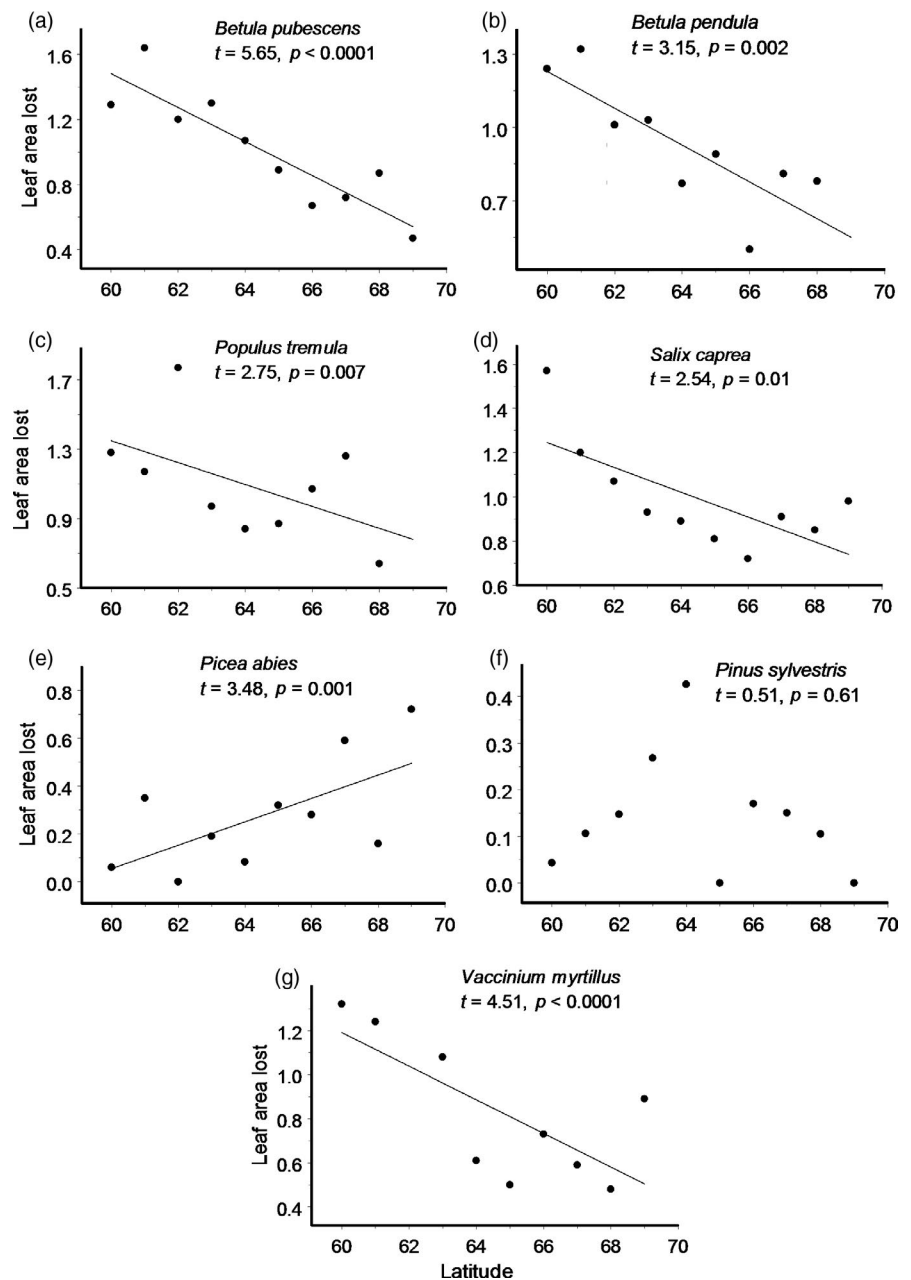 (a)
Betula pubescens
t = 5.65, p < 0.0001
Leaf area lost
1.6
1.2
0.8
0.4
60 62 64 66 68 70
(b)
Betula pendula
t = 3.15, p = 0.002
1.3
1.0
0.7
60 62 64 66 68 70
(c)
Populus tremula
t = 2.75, p = 0.007
Leaf area lost
1.7
1.3
0.9
0.5
60 62 64 66 68 70
(d)
Salix caprea
t = 2.54, p = 0.01
1.6
1.4
1.2
1.0
0.8
0.6
60 62 64 66 68 70
(e)
Picea abies
t = 3.48, p = 0.001
Leaf area lost
0.8
0.6
0.4
0.2
0.0
60 62 64 66 68 70
(f)
Pinus sylvestris
t = 0.51, p = 0.61
0.4
0.3
0.2
0.1
0.0
60 62 64 66 68 70
(g)
Vaccinium myrtillus
t = 4.51, p < 0.0001
Leaf area lost
1.2
1.0
0.8
0.6
0.4
60 62 64 66 68 70
Latitude